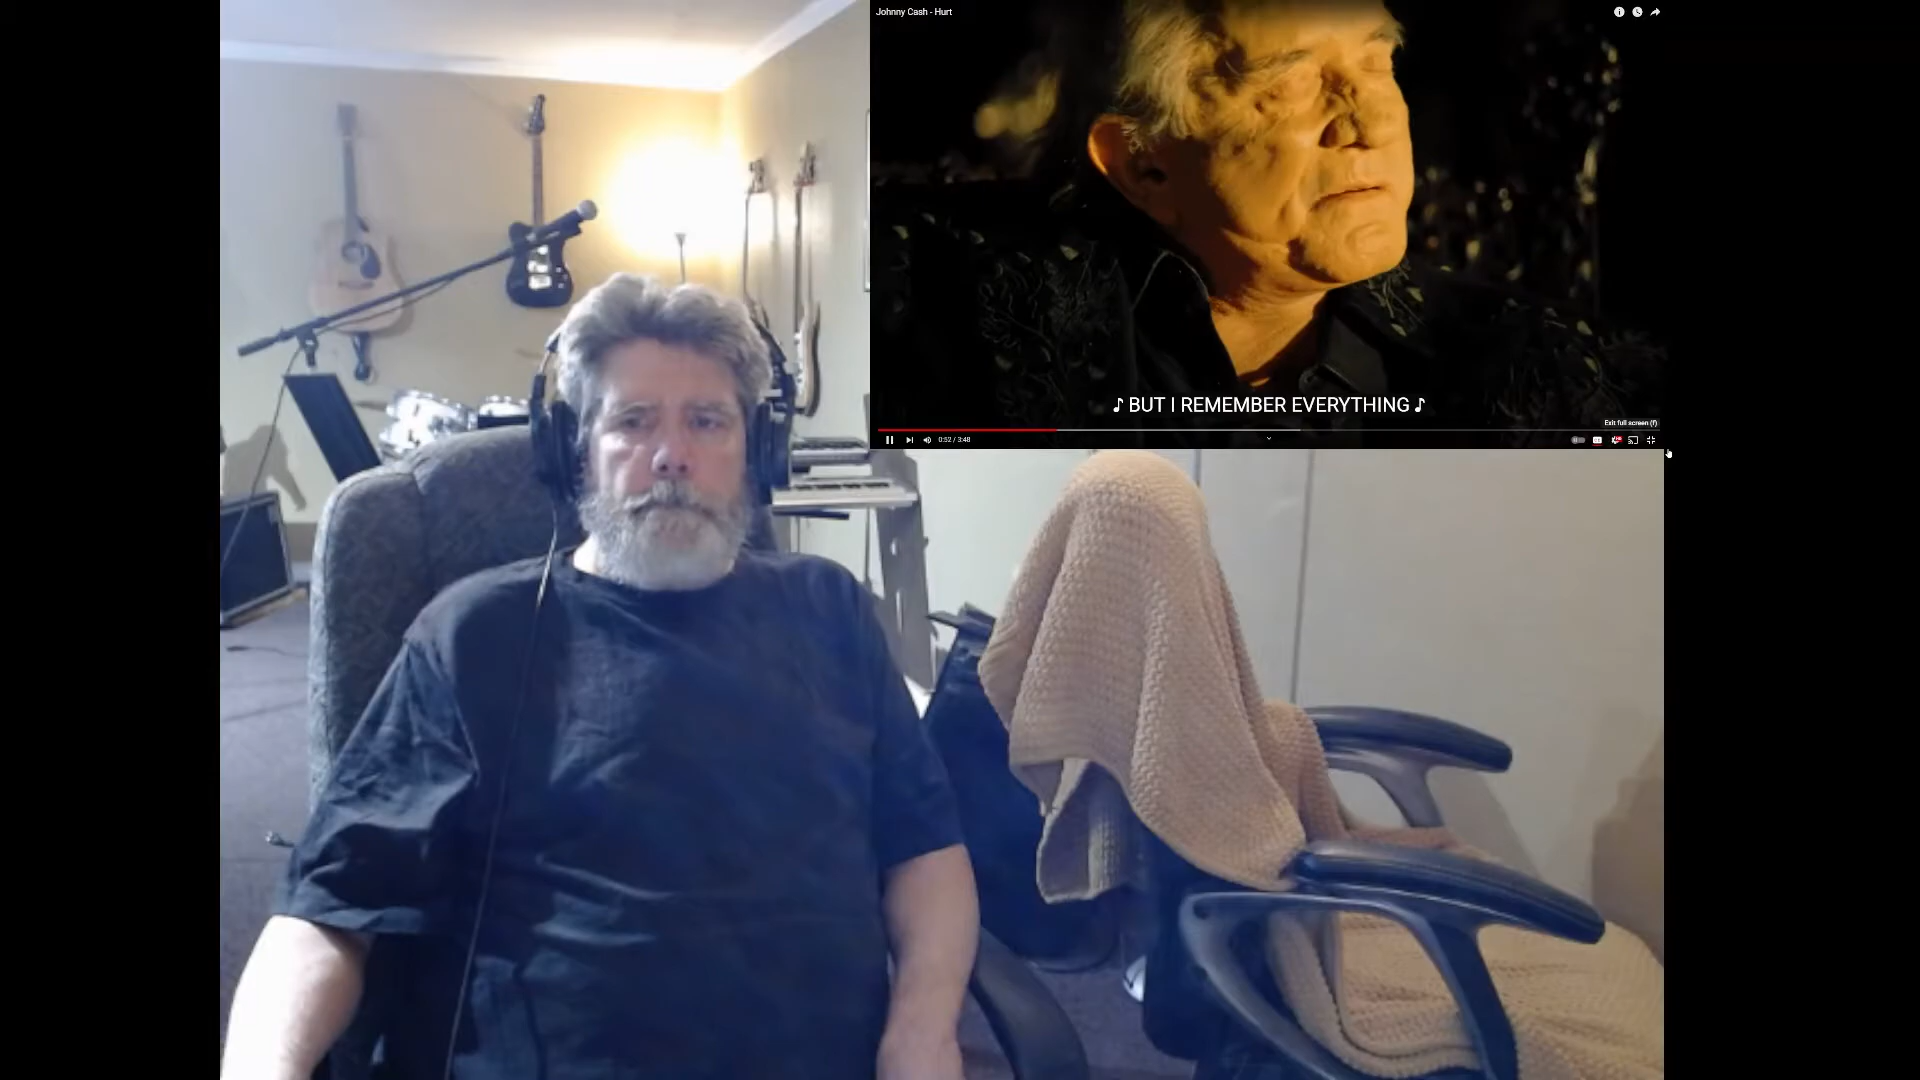 Johnny Cash - Hurt
♪ BUT I REMEMBER EVERYTHING ♪
Exit full screen (f)
0:52 / 3:48